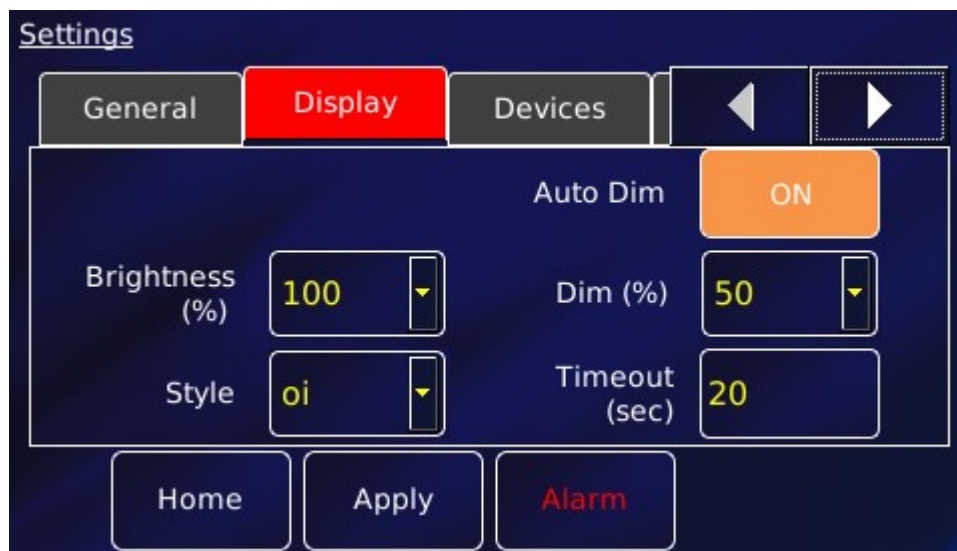 Settings
General Display Devices
Auto Dim ON
Brightness (%) 100 Dim (%) 50
Style oi Timeout (sec) 20
Home Apply Alarm